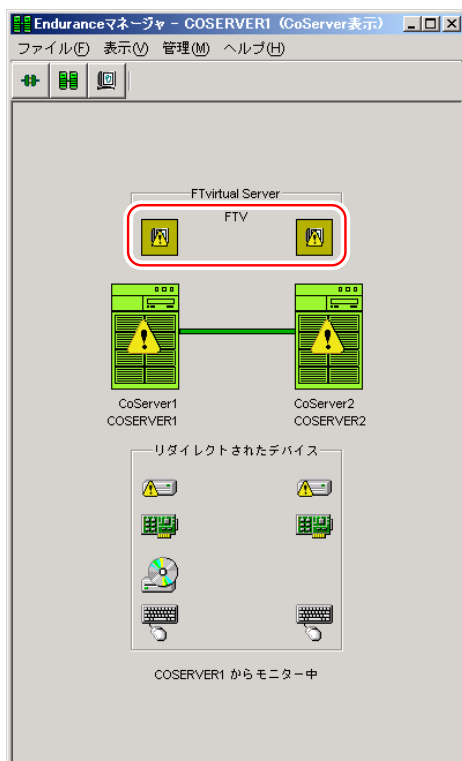 Enduranceマネージャ - COSERVER1 (CoServer表示)
ファイル(F) 表示(V) 管理(M) ヘルプ(H)
FTvirtual Server
FTV
CoServer1 CoServer2
COSERVER1 COSERVER2
リダイレクトされたデバイス
COSERVER1 からモニター中